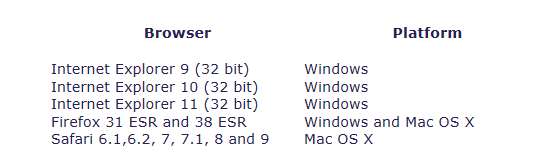 Browser Platform
Internet Explorer 9 (32 bit) Windows
Internet Explorer 10 (32 bit) Windows
Internet Explorer 11 (32 bit) Windows
Firefox 31 ESR and 38 ESR Windows and Mac OS X
Safari 6.1,6.2, 7, 7.1, 8 and 9 Mac OS X